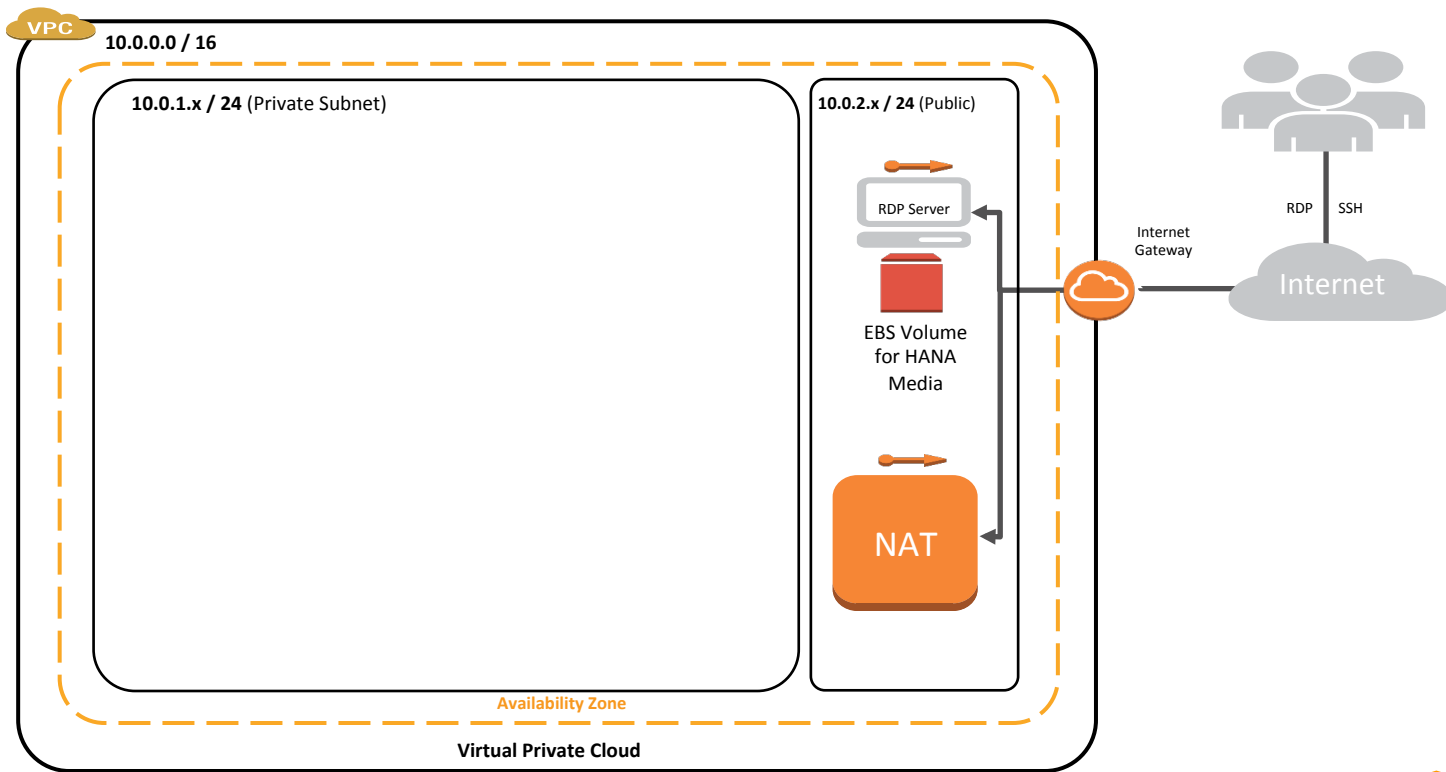 VPC
10.0.0.0 / 16
10.0.1.x / 24 (Private Subnet)
10.0.2.x / 24 (Public)
RDP Server
EBS Volume
for HANA
Media
NAT
Internet
Gateway
RDP
SSH
Internet
Availability Zone
Virtual Private Cloud